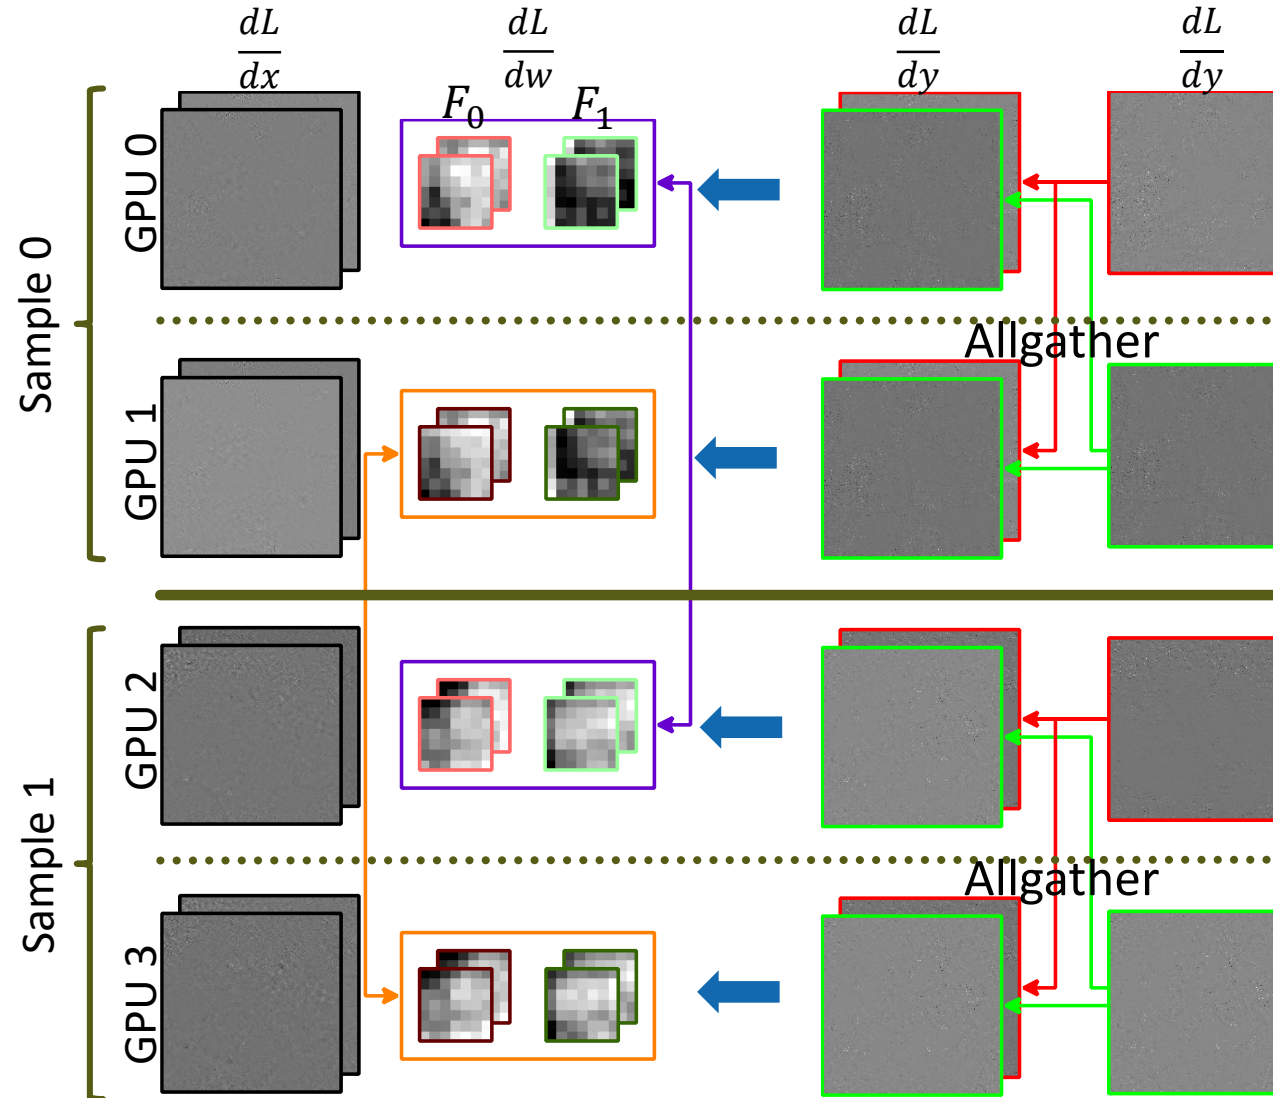 dL/dx dL/dw dL/dy dL/dy
F₀ F₁
Sample 0
GPU 0
Allgather
GPU 1
Sample 1
GPU 2
Allgather
GPU 3